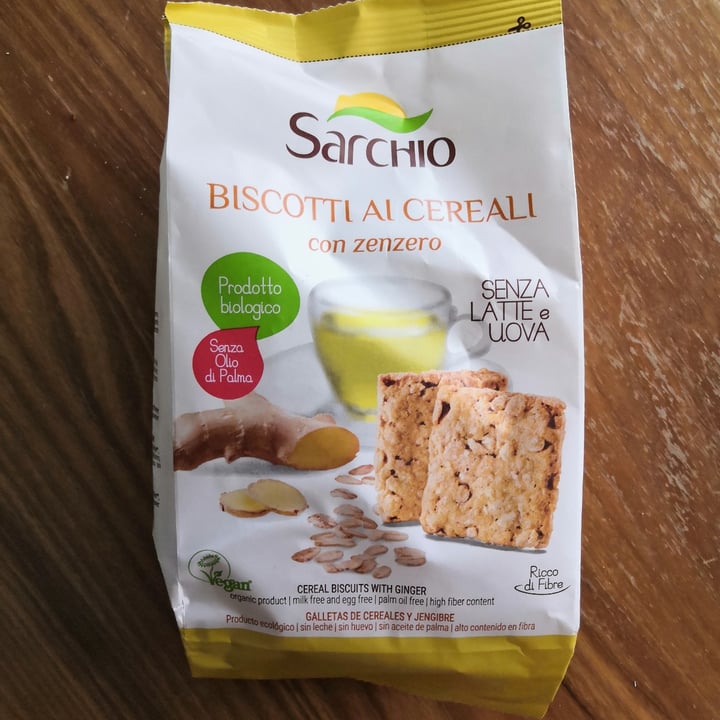 Sarchio
BISCOTTI AI CEREALI
con zenzero
Prodotto
biologico
Senza
Olio
di Palma
SENZA
LATTE e
UOVA
Vegan
Ricco
di Fibre
CEREAL BISCUITS WITH GINGER
organic product | milk free and egg free | palm oil free | high fiber content
GALLETAS DE CEREALES Y JENGIBRE
Producto ecológico | sin leche | sin huevo | sin aceite de palma | alto contenido en fibra